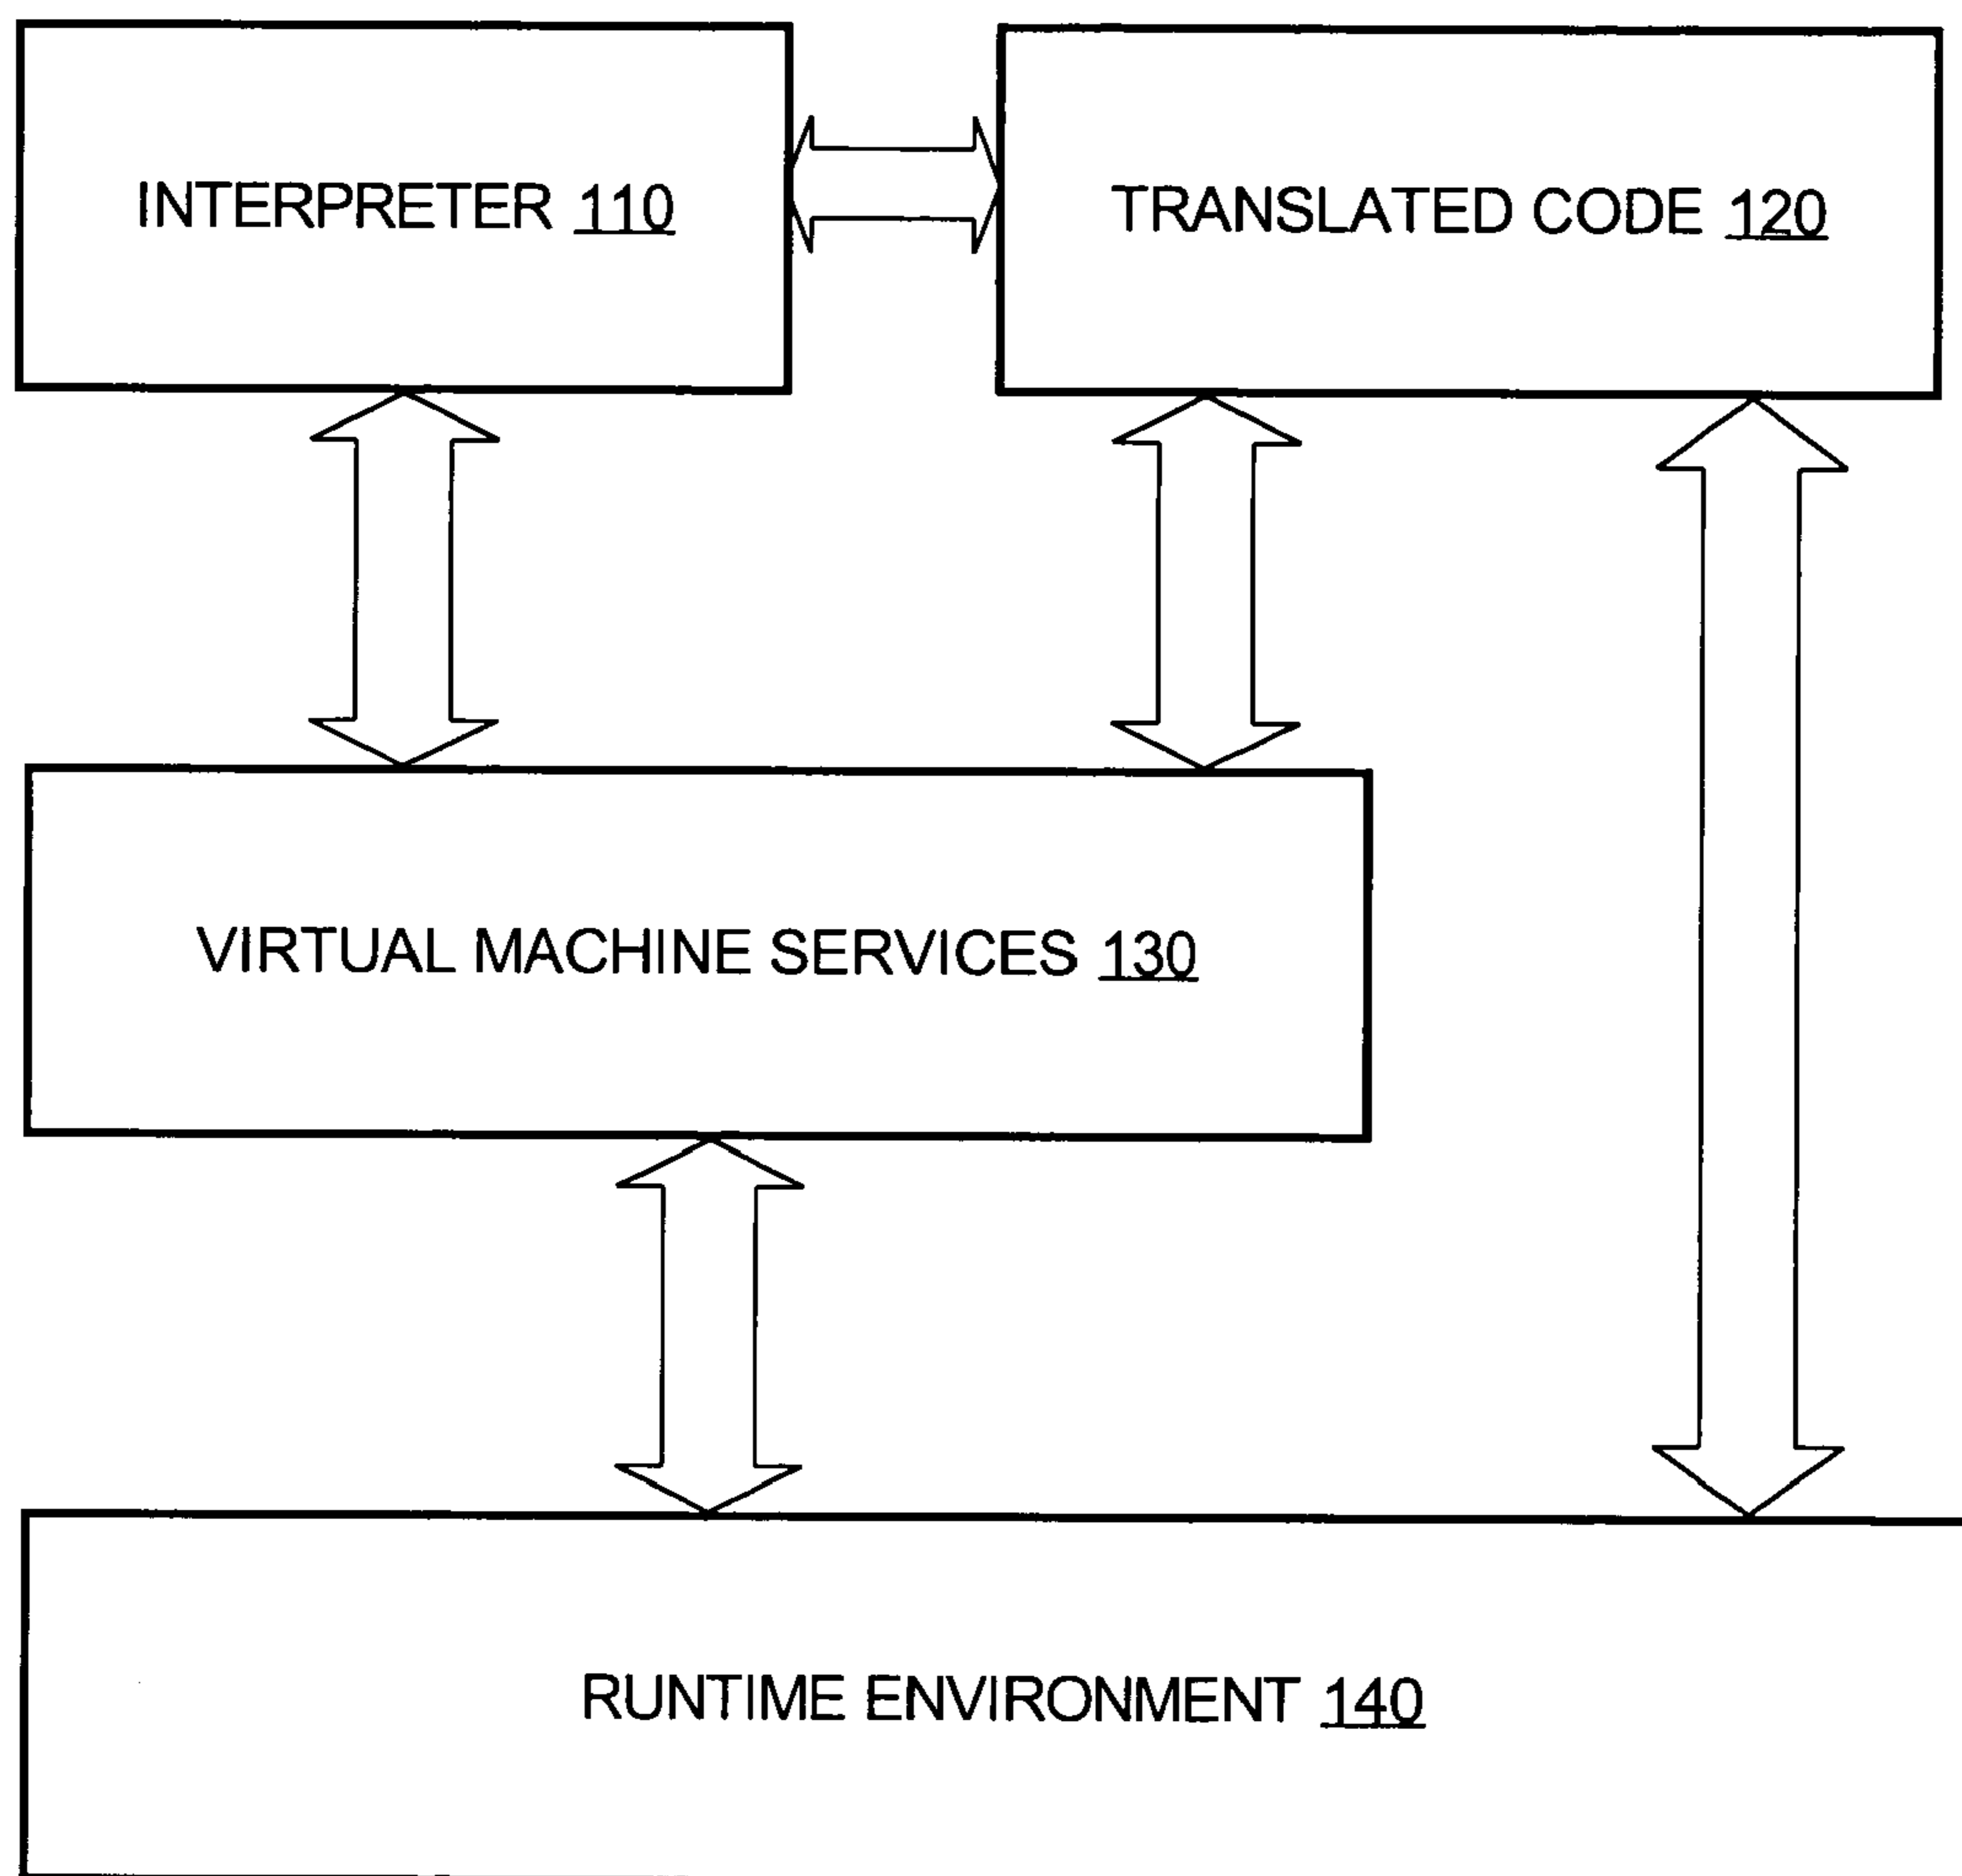 INTERPRETER 110
TRANSLATED CODE 120
VIRTUAL MACHINE SERVICES 130
RUNTIME ENVIRONMENT 140